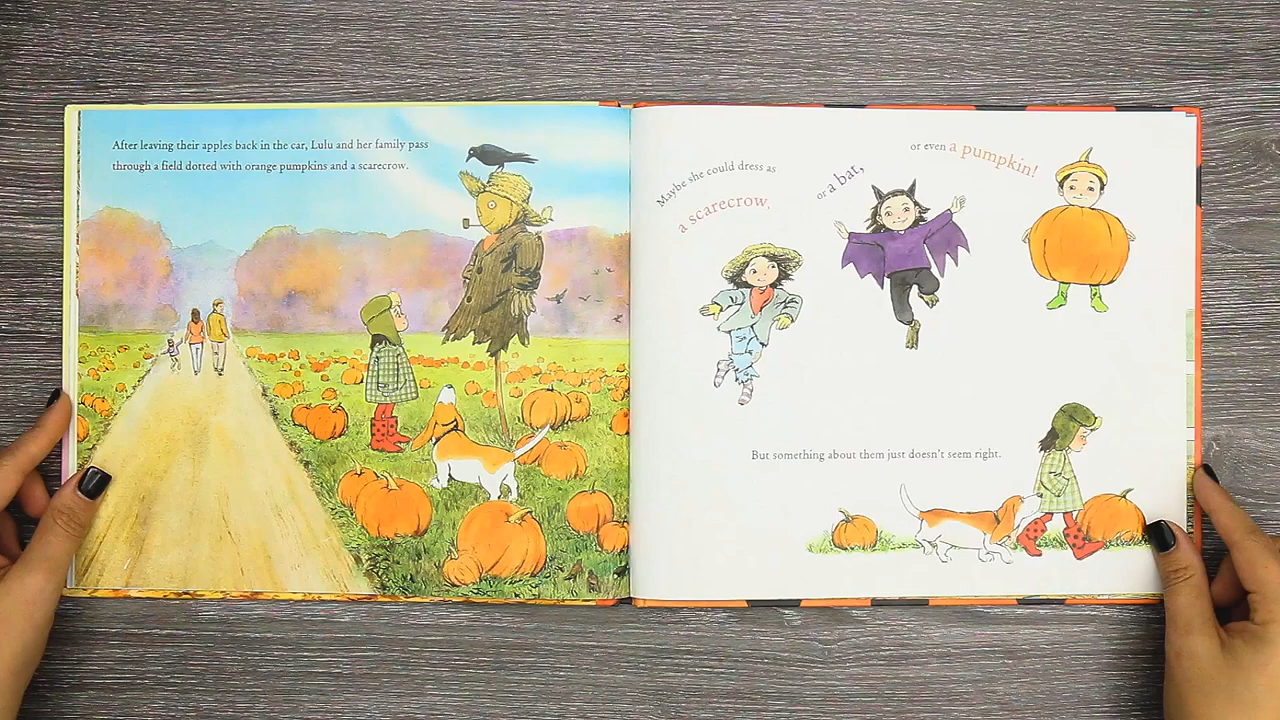 After leaving their apples back in the car, Lulu and her family pass
through a field dotted with orange pumpkins and a scarecrow.
Maybe she could dress as
a scarecrow,
or a bat,
or even a pumpkin!
But something about them just doesn't seem right.